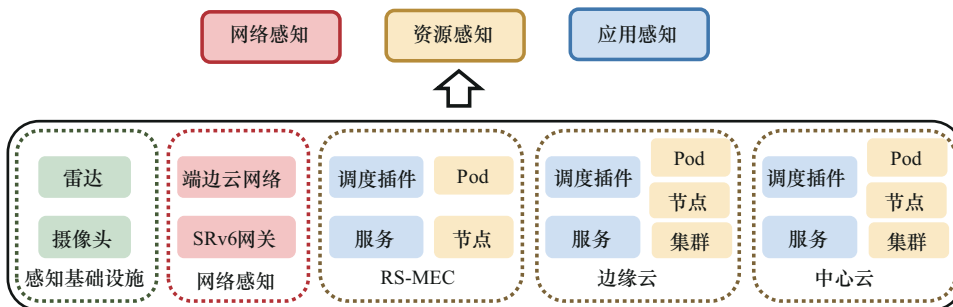 网络感知
资源感知
应用感知
雷达
摄像头
感知基础设施
端边云网络
SRv6网关
网络感知
调度插件
Pod
服务
节点
RS-MEC
调度插件
服务
Pod
节点
集群
边缘云
调度插件
服务
Pod
节点
集群
中心云